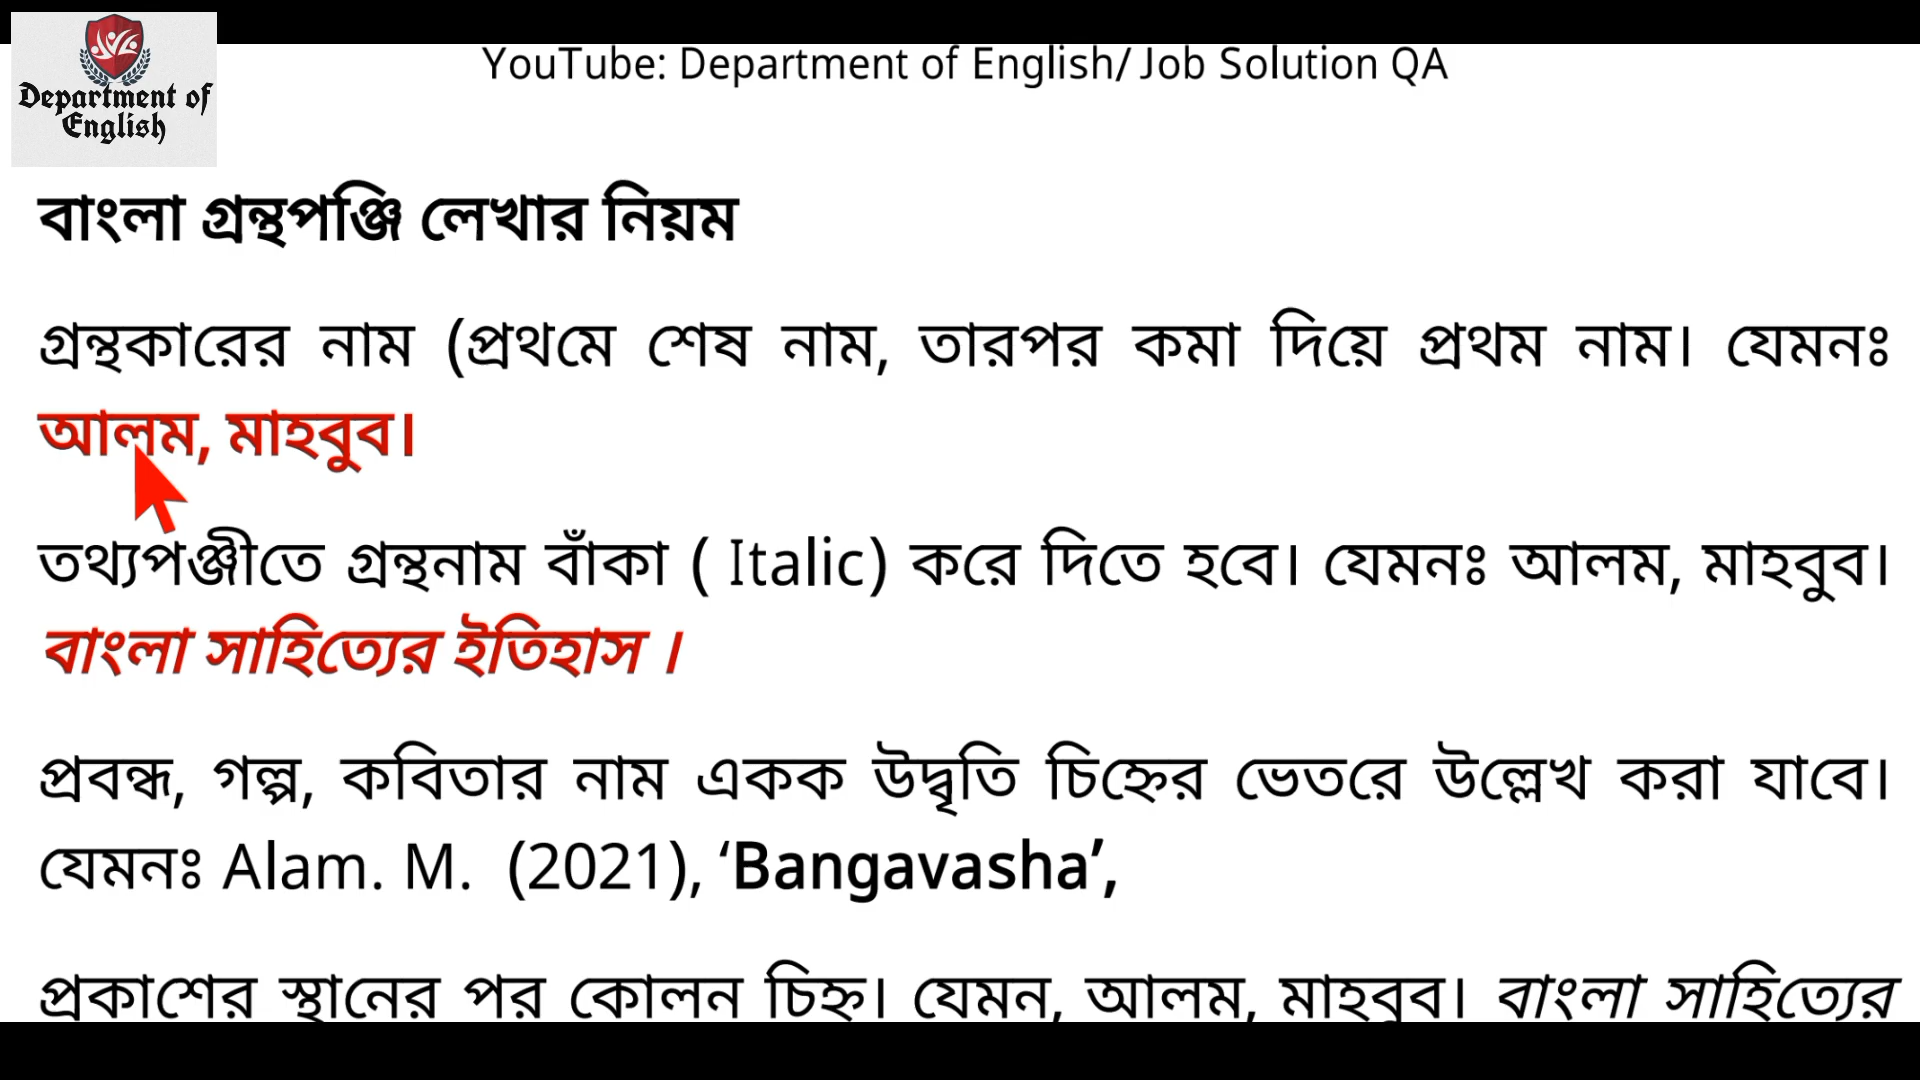 Department of
English
YouTube: Department of English/ Job Solution QA
বাংলা গ্রন্থপঞ্জি লেখার নিয়ম
গ্রন্থকারের নাম (প্রথমে শেষ নাম, তারপর কমা দিয়ে প্রথম নাম। যেমনঃ
আলম, মাহবুব।
তথ্যপঞ্জীতে গ্রন্থনাম বাঁকা ( Italic) করে দিতে হবে। যেমনঃ আলম, মাহবুব।
বাংলা সাহিত্যের ইতিহাস ।
প্রবন্ধ, গল্প, কবিতার নাম একক উদ্বৃতি চিহ্নের ভেতরে উল্লেখ করা যাবে।
যেমনঃ Alam. M. (2021), ‘Bangavasha’,
প্রকাশের স্থানের পর কোলন চিহ্ন। যেমন, আলম, মাহবুব। বাংলা সাহিত্যের